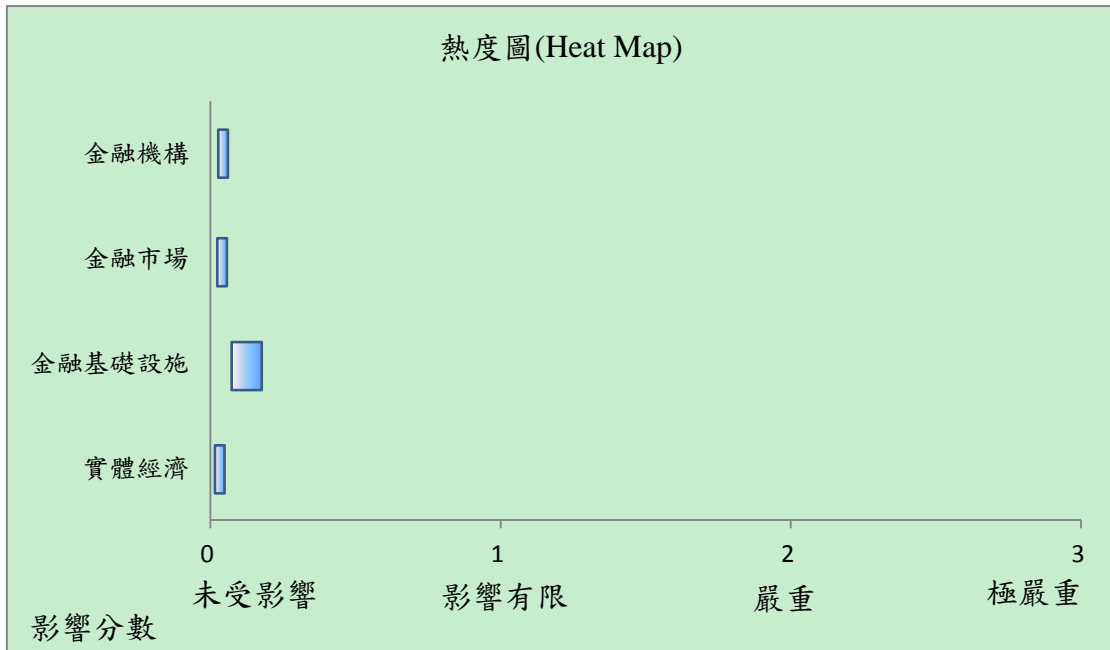 熱度圖(Heat Map)
金融機構
金融市場
金融基礎設施
實體經濟
0 1 2 3
未受影響 影響有限 嚴重 極嚴重
影響分數